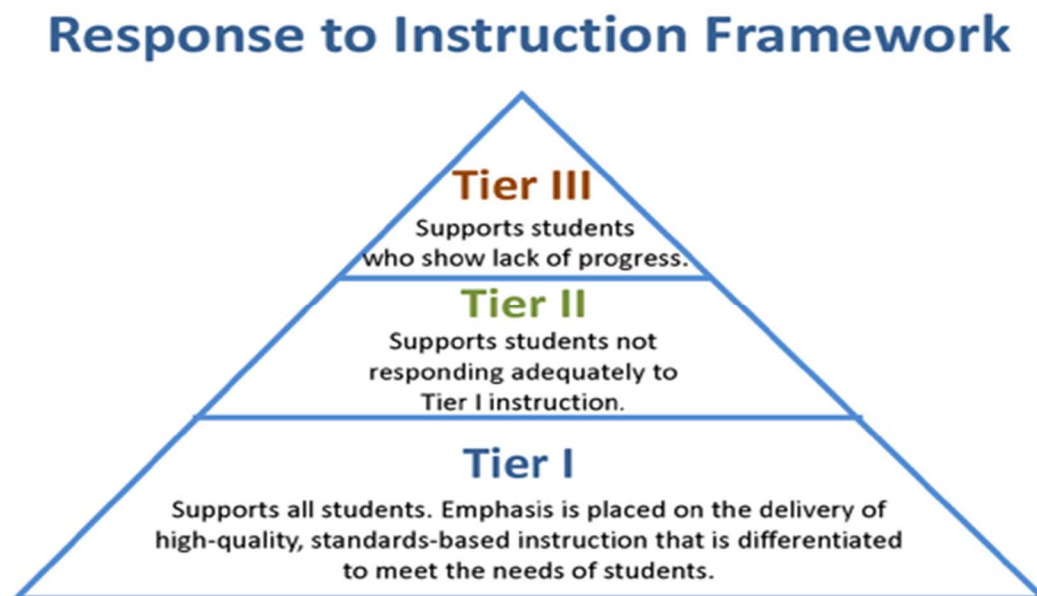 Response to Instruction Framework
Tier III
Supports students
who show lack of progress.
Tier II
Supports students not
responding adequately to
Tier I instruction.
Tier I
Supports all students. Emphasis is placed on the delivery of
high-quality, standards-based instruction that is differentiated
to meet the needs of students.